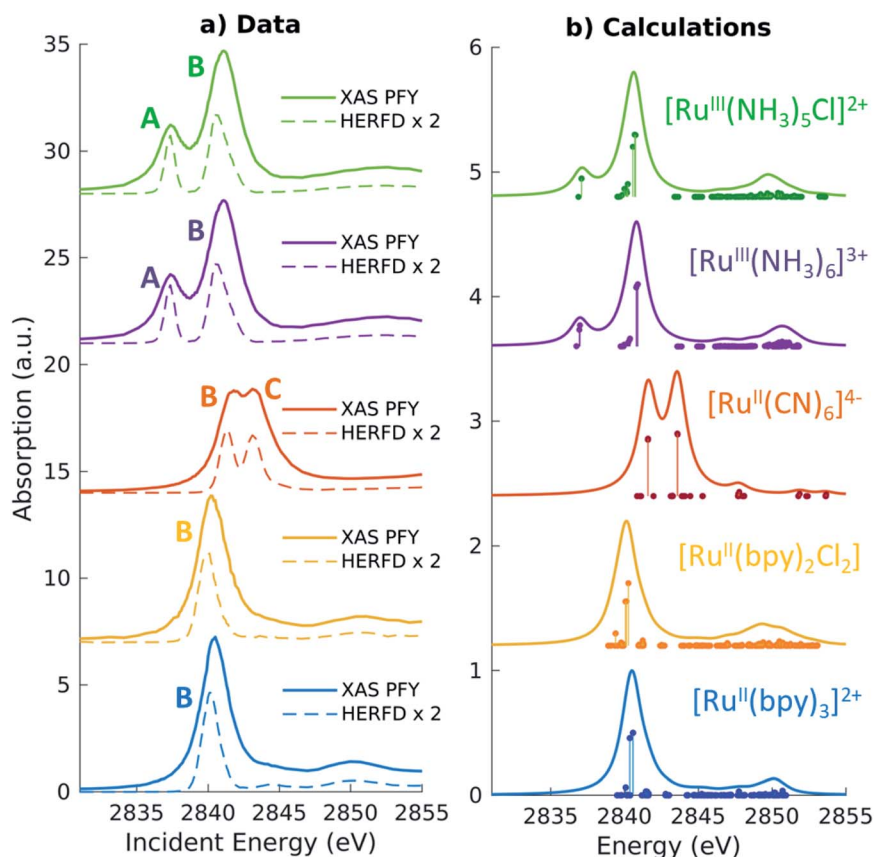 a) Data
b) Calculations
35
30
25
20
15
10
5
0
Absorption (a.u.)
A
B
XAS PFY
HERFD x 2
A
B
XAS PFY
HERFD x 2
B
C
XAS PFY
HERFD x 2
B
XAS PFY
HERFD x 2
B
XAS PFY
HERFD x 2
2835 2840 2845 2850 2855
Incident Energy (eV)
6
5
4
3
2
1
0
[Ru^III(NH₃)₅Cl]²⁺
[Ru^III(NH₃)₆]³⁺
[Ru^II(CN)₆]⁴⁻
[Ru^II(bpy)₂Cl₂]
[Ru^II(bpy)₃]²⁺
2835 2840 2845 2850 2855
Energy (eV)